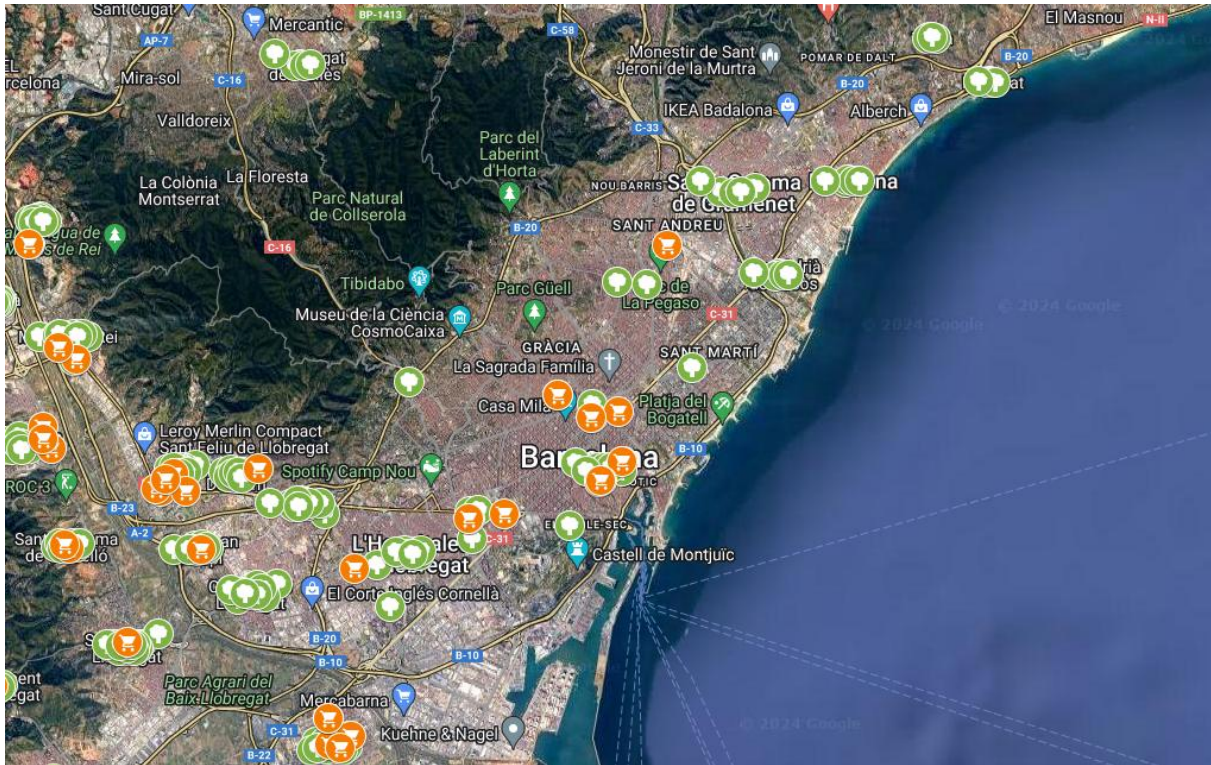 Sant Cugat
BP-1413
El Masnou
N-II
Mercantic
AP-7
C-58
Monestir de Sant
Jeroni de la Murtra
POMAR DE DALT
B-20
Mira-sol
C-16
B-20
IKEA Badalona
Alberch
Valldoreix
C-33
Parc del
Laberint
d'Horta
La Colònia
Montserrat
La Floresta
NOU BARRIS
de Gramenet
Parc Natural
de Collserola
B-20
SANT ANDREU
C-16
Tibidabo
Parc Güell
La Pegaso
© 2024 Google
Museu de la Ciència
CosmoCaixa
C-31
© 2024 Google
GRÀCIA
SANT MARTÍ
La Sagrada Família
Casa Milà
Platja del
Bogatell
Leroy Merlin Compact
Sant Feliu de Llobregat
B-10
Spotify Camp Nou
B-23
A-2
C-31
Castell de Montjuïc
El Corte Inglés Cornellà
B-20
B-10
B-10
Parc Agrari del
Baix Llobregat
Mercabarna
C-31
Kuehne & Nagel
© 2024 Google
B-22